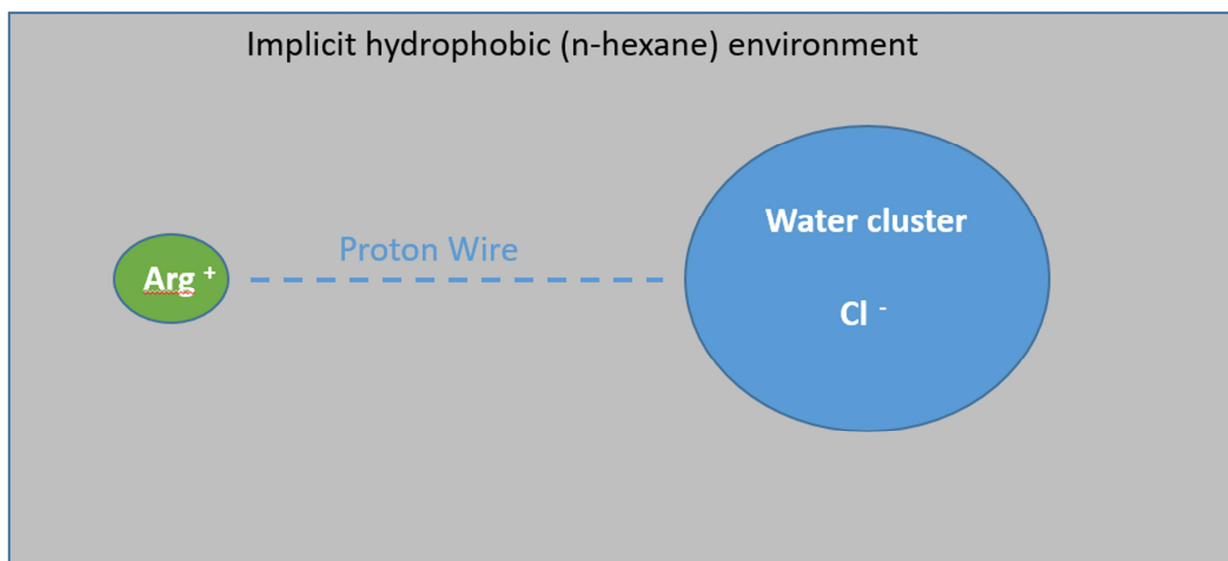 Implicit hydrophobic (n-hexane) environment
Proton Wire
Arg +
Water cluster
Cl -